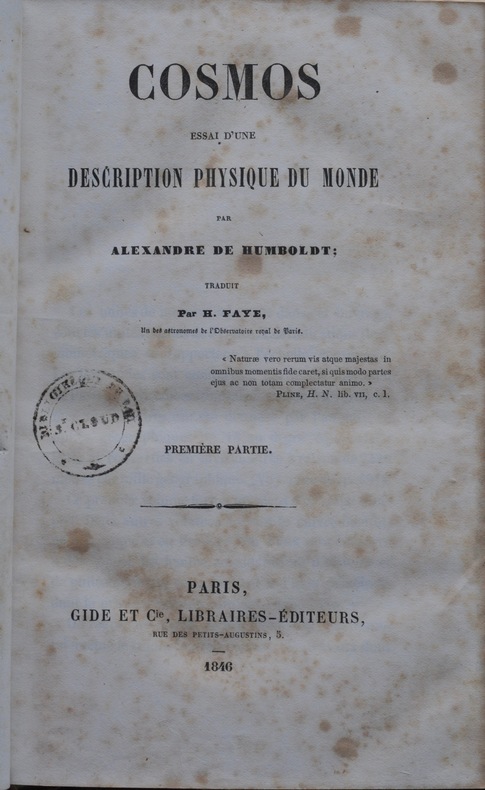 COSMOS
ESSAI D'UNE
DESCRIPTION PHYSIQUE DU MONDE
PAR
ALEXANDRE DE HUMBOLDT;
TRADUIT
Par H. FAYE,
Un des astronomes de l'Observatoire royal de Paris.
« Naturæ vero rerum vis atque majestas in
omnibus momentis fide caret, si quis modo partes
ejus ac non totam complectatur animo. »
PLINE, H. N. lib. VII, c. 1.
ST CLOUD
PREMIÈRE PARTIE.
PARIS,
GIDE ET Cie, LIBRAIRES-ÉDITEURS,
RUE DES PETITS-AUGUSTINS, 5.
1846